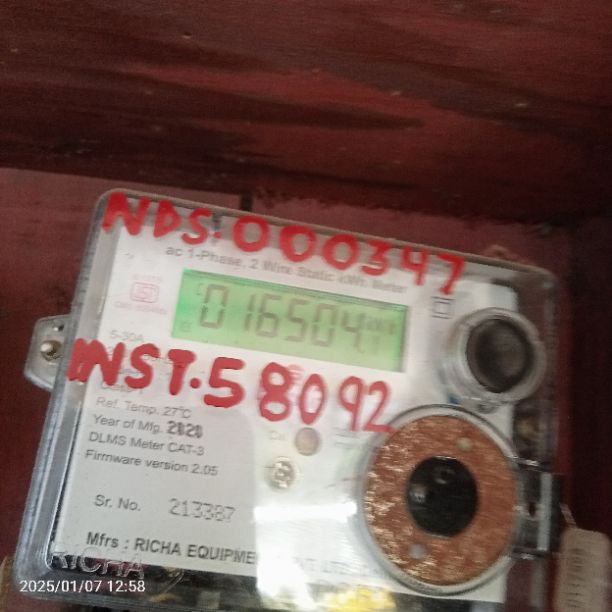 NDS:000347
ac 1-Phase, 2 Wire Static kWh Meter
016504.1
5-30A
INST.58092
Ref. Temp. 27°C
Year of Mfg. 2020
DLMS Meter CAT-3
Firmware version 2.05
Sr. No. 213387
Mfrs : RICHA EQUIPME
RICHA
2025/01/07 12:58